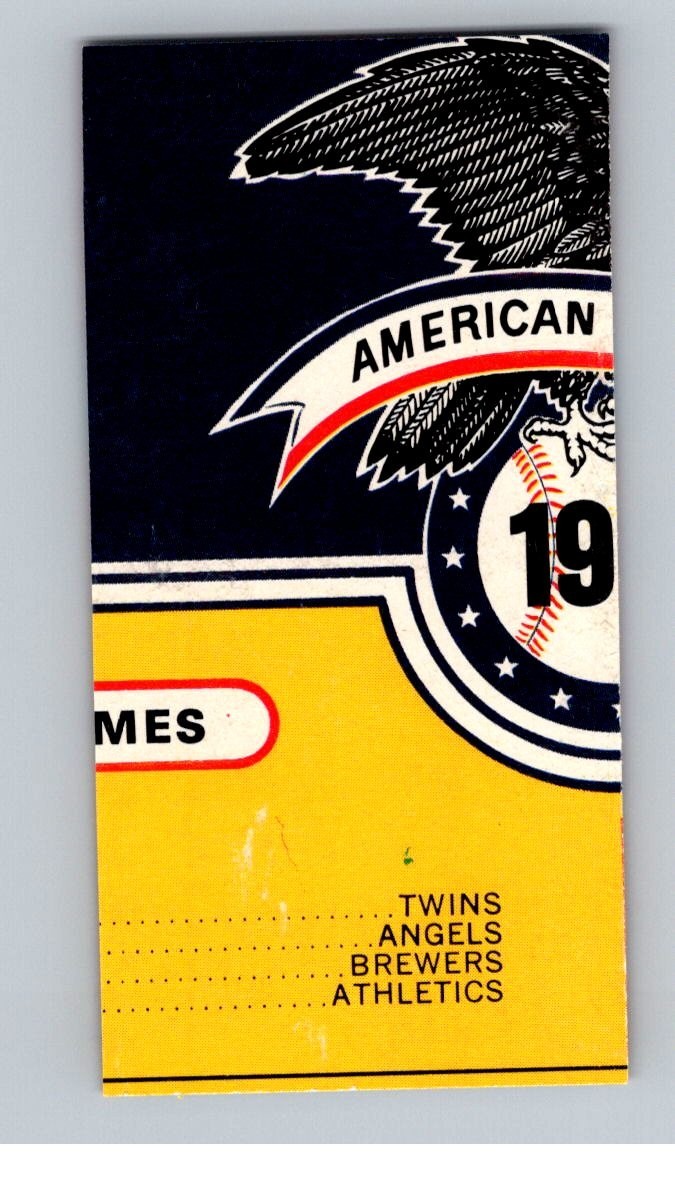 AMERICAN
19
MES
....................TWINS
...................ANGELS
.................BREWERS
................ATHLETICS